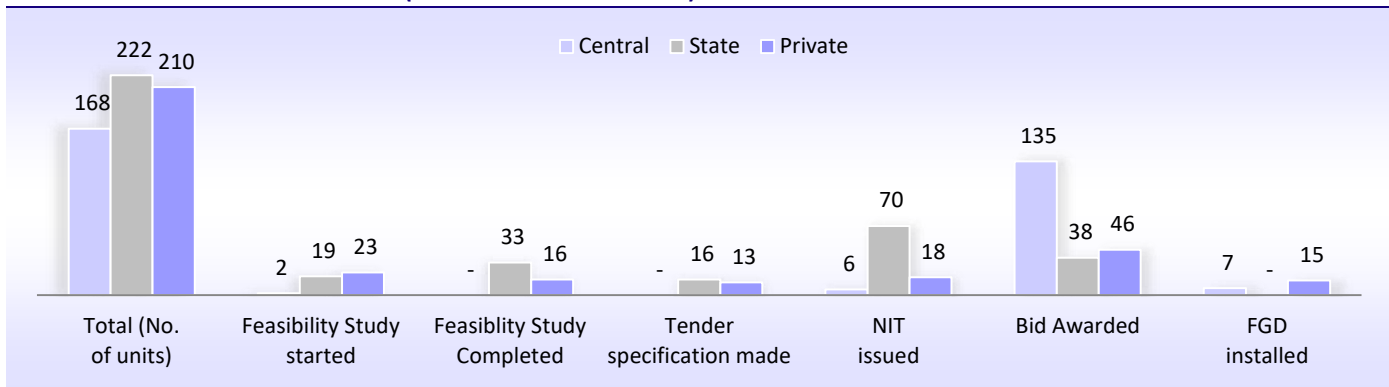 Central State Private
168
222
210
2
19
23
-
33
16
-
16
13
6
70
18
135
38
46
7
-
15
Total (No.
of units)
Feasibility Study
started
Feasiblity Study
Completed
Tender
specification made
NIT
issued
Bid Awarded
FGD
installed